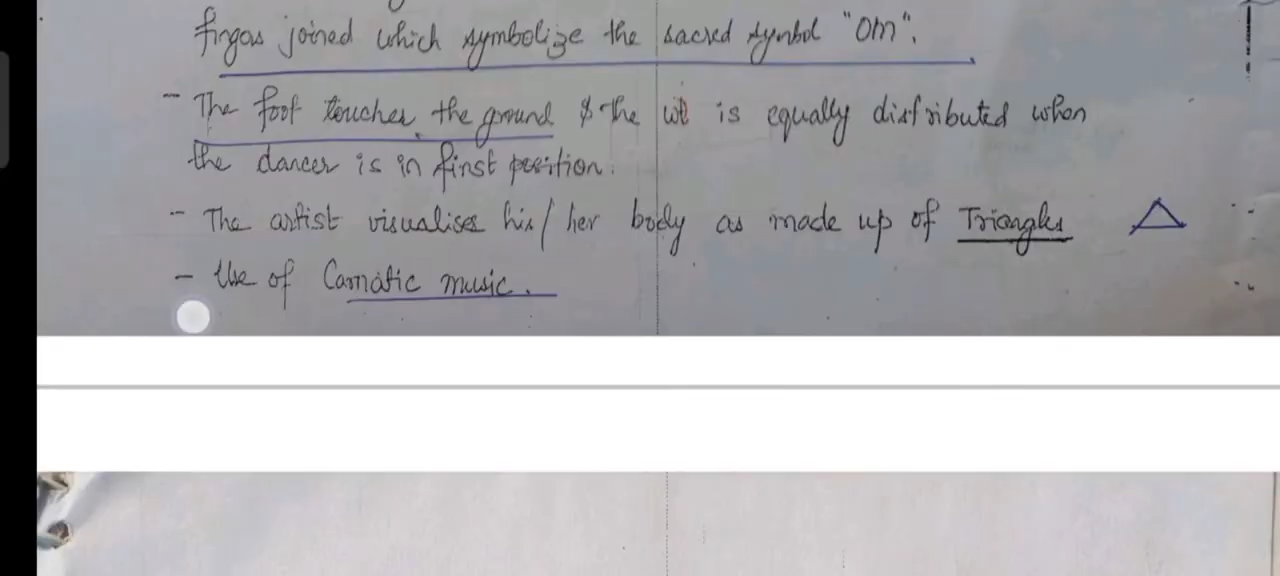 fingers joined which symbolize the sacred symbol "OM".
- The foot touches the ground & the wt is equally distributed when
the dancer is in first position.
- The artist visualises his/her body as made up of Triangles
- Use of Carnatic music.